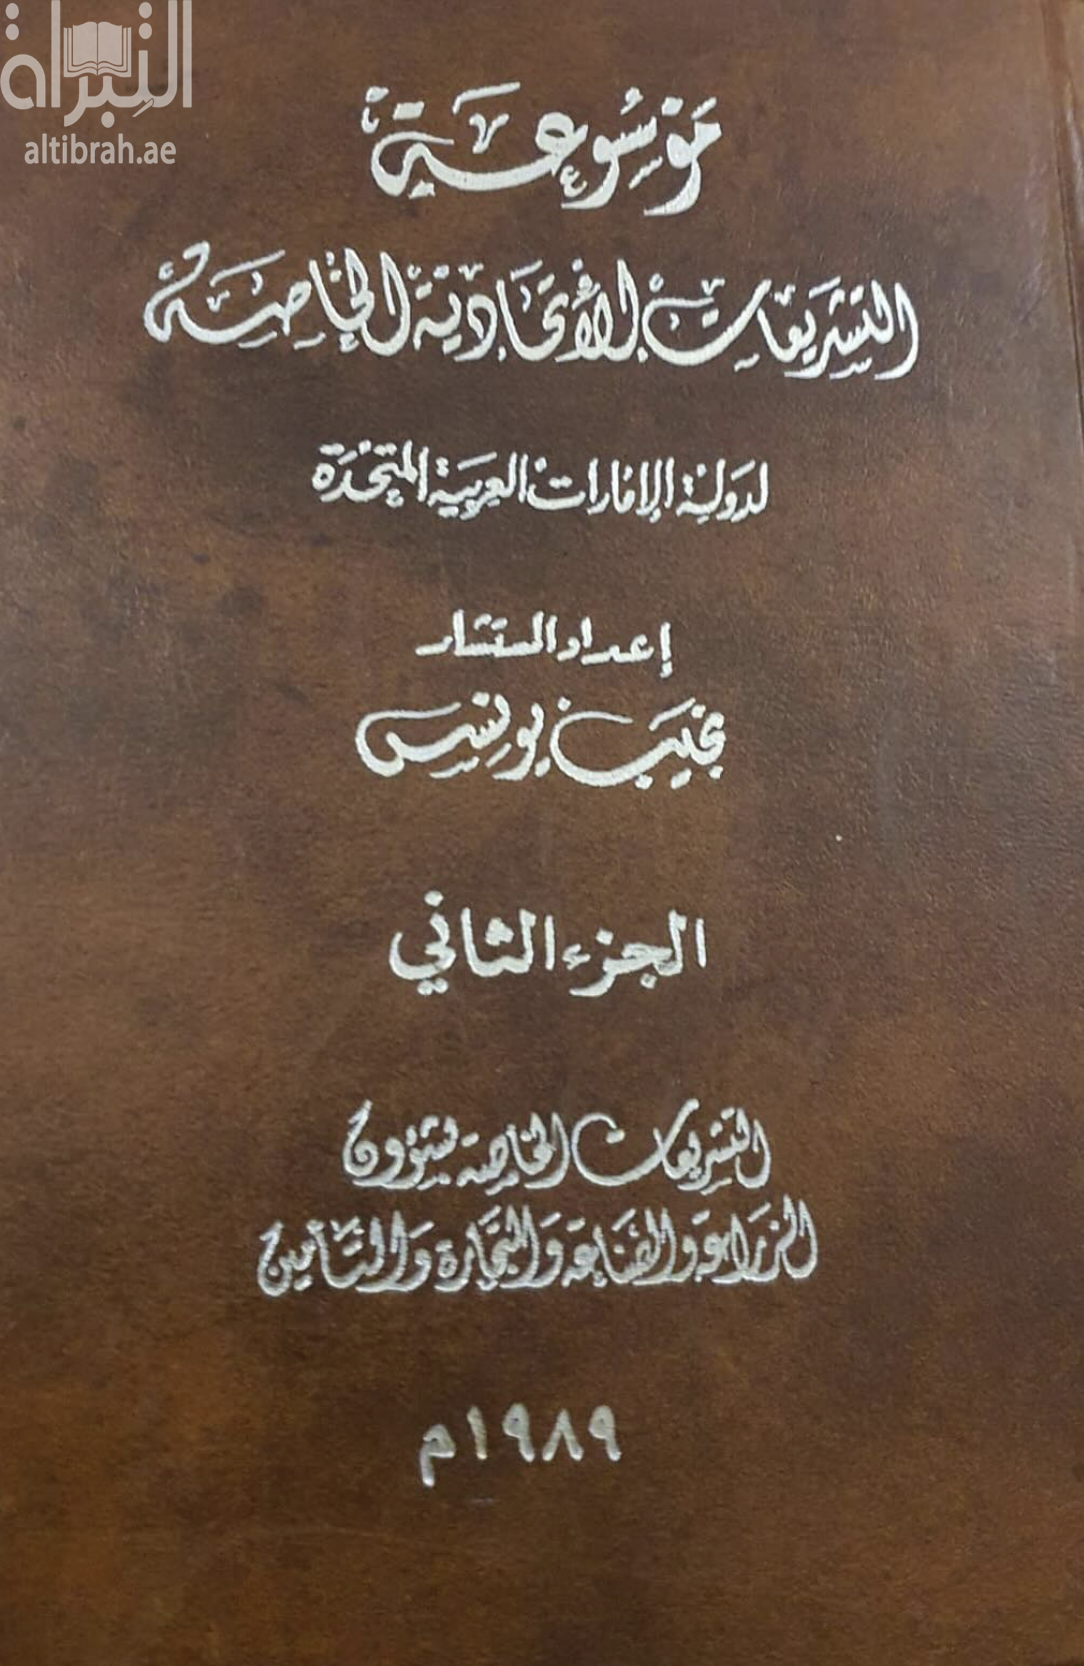 التبراة
altibrah.ae
موسوعة
التشريعات الاتحادية الخاصة
لدولة الإمارات العربية المتحدة
إعداد المستشار
نجيب يونس
الجزء الثاني
التشريعات الخاصة بشؤون
الزراعة والصناعة والتجارة والتأمين
١٩٨٩م